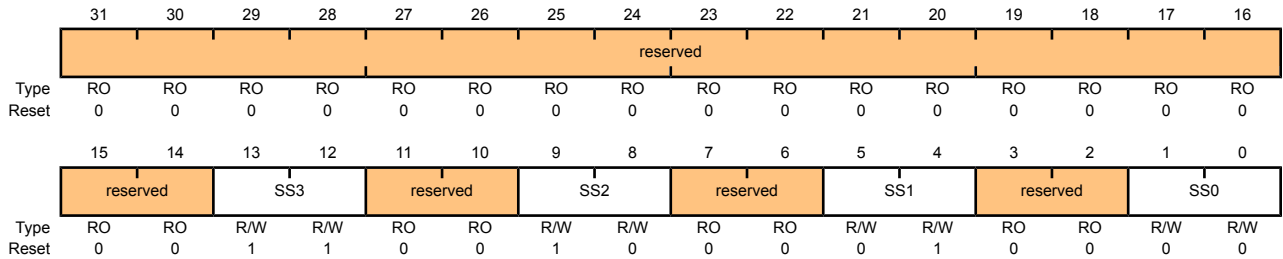 31 30 29 28 27 26 25 24 23 22 21 20 19 18 17 16
reserved
Type RO RO RO RO RO RO RO RO RO RO RO RO RO RO RO RO
Reset 0 0 0 0 0 0 0 0 0 0 0 0 0 0 0 0
15 14 13 12 11 10 9 8 7 6 5 4 3 2 1 0
reserved SS3 reserved SS2 reserved SS1 reserved SS0
Type RO RO R/W R/W RO RO R/W R/W RO RO R/W R/W RO RO R/W R/W
Reset 0 0 1 1 0 0 1 0 0 0 0 1 0 0 0 0